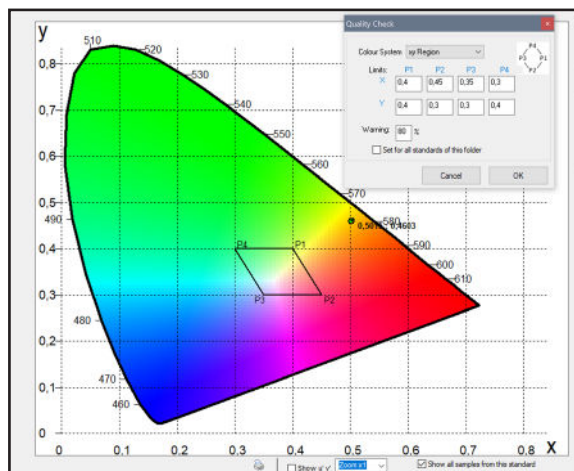 y
510
520
530
540
550
560
570
580
590
600
610
490
480
470
460
0,8
0,7
0,6
0,5
0,4
0,3
0,2
0,1
0
0 0,1 0,2 0,3 0,4 0,5 0,6 0,7 0.8
x
P4 P1
P3 P2
Quality Check
Colour System xy Region
Limits: P1 P2 P3 P4
X 0,4 0,45 0,35 0,3
Y 0,4 0,3 0,3 0,4
Warning: 80 %
Set for all standards of this folder
Cancel OK
P4
P3 P1
P2
Show u' v' Zoom x1 Show all samples from this standard